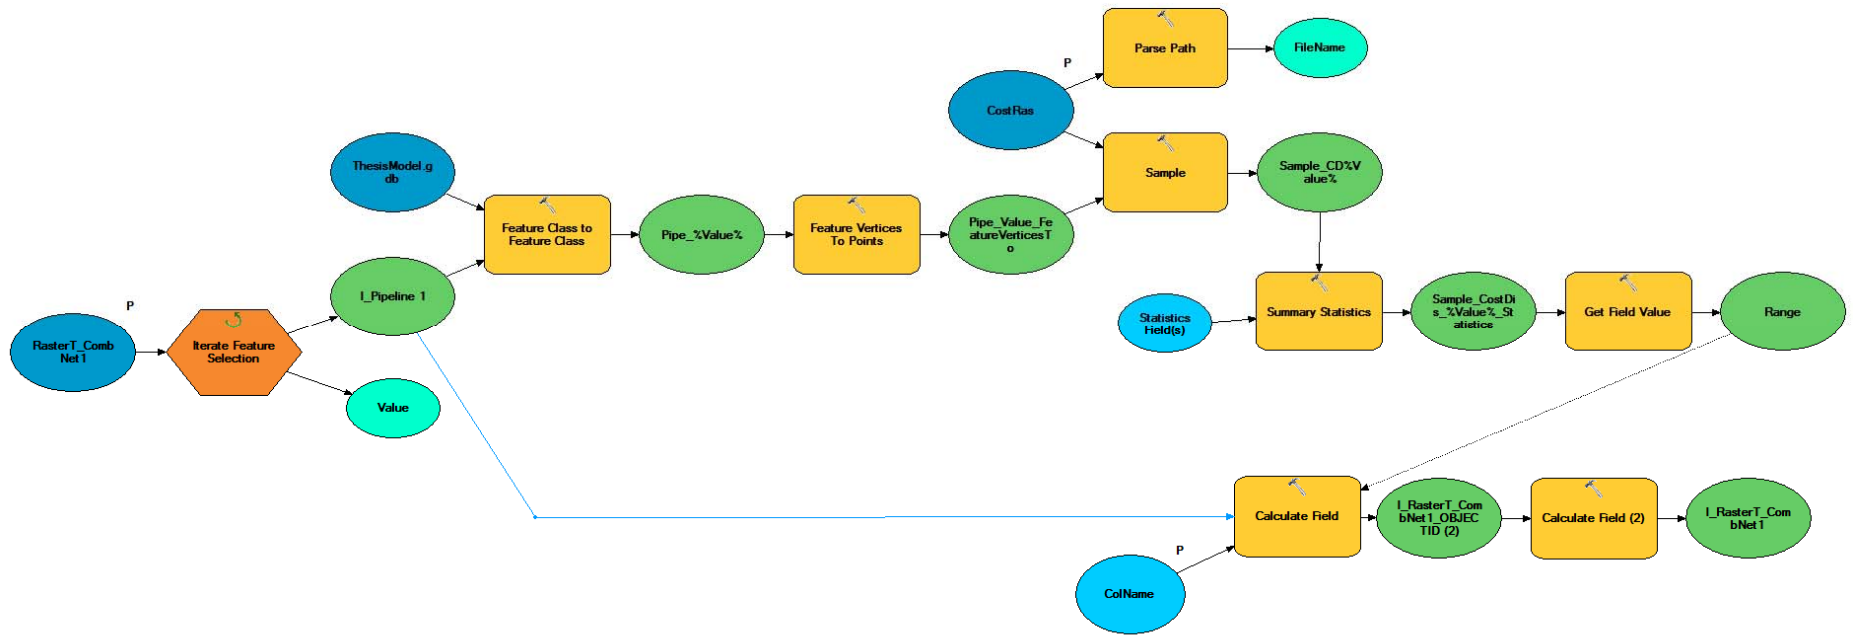 Parse Path
FileName
P
CostRas
ThesisModel.g
db
Sample
Sample_CD%V
alue%
Feature Class to
Feature Class
Pipe_%Value%
Feature Vertices
To Points
Pipe_Value_Fe
atureVerticesT
o
I_Pipeline 1
P
RasterT_Comb
Net1
Iterate Feature
Selection
Value
Statistics
Field(s)
Summary Statistics
Sample_CostDi
s_%Value%_St
atistics
Get Field Value
Range
Calculate Field
I_RasterT_Com
bNet1_OBJEC
TID (2)
Calculate Field (2)
I_RasterT_Com
bNet1
P
ColName